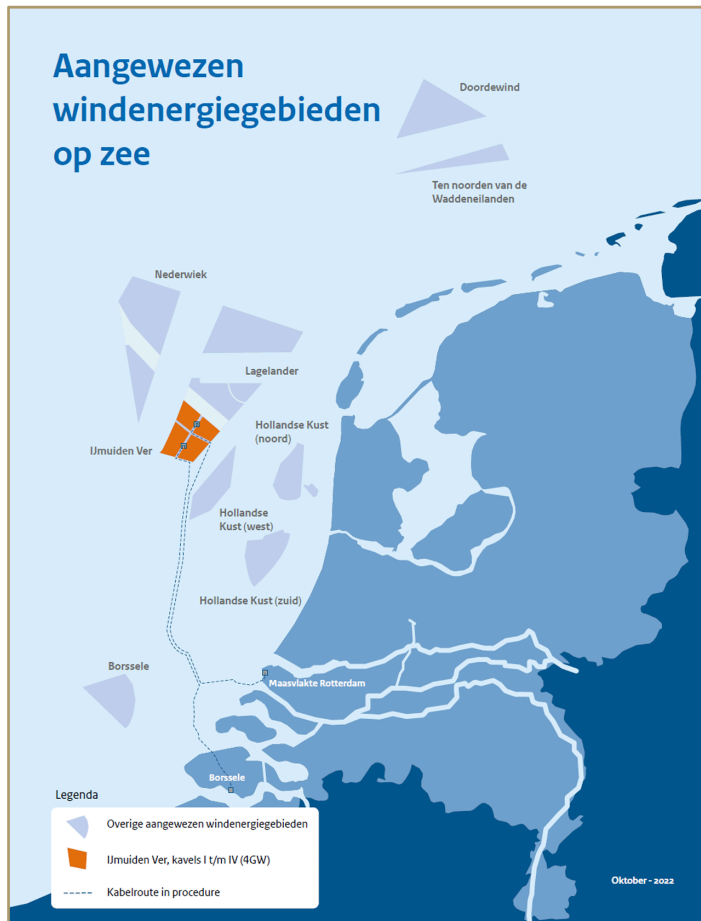 Aangewezen
windenergiegebieden
op zee
Doordewind
Ten noorden van de
Waddeneilanden
Nederwiek
Lagelander
Hollandse Kust
(noord)
IJmuiden Ver
Hollandse
Kust (west)
Hollandse Kust (zuid)
Borssele
Maasvlakte Rotterdam
Borssele
Legenda
Overige aangewezen windenergiegebieden
IJmuiden Ver, kavels I t/m IV (4GW)
Kabelroute in procedure
Oktober - 2022